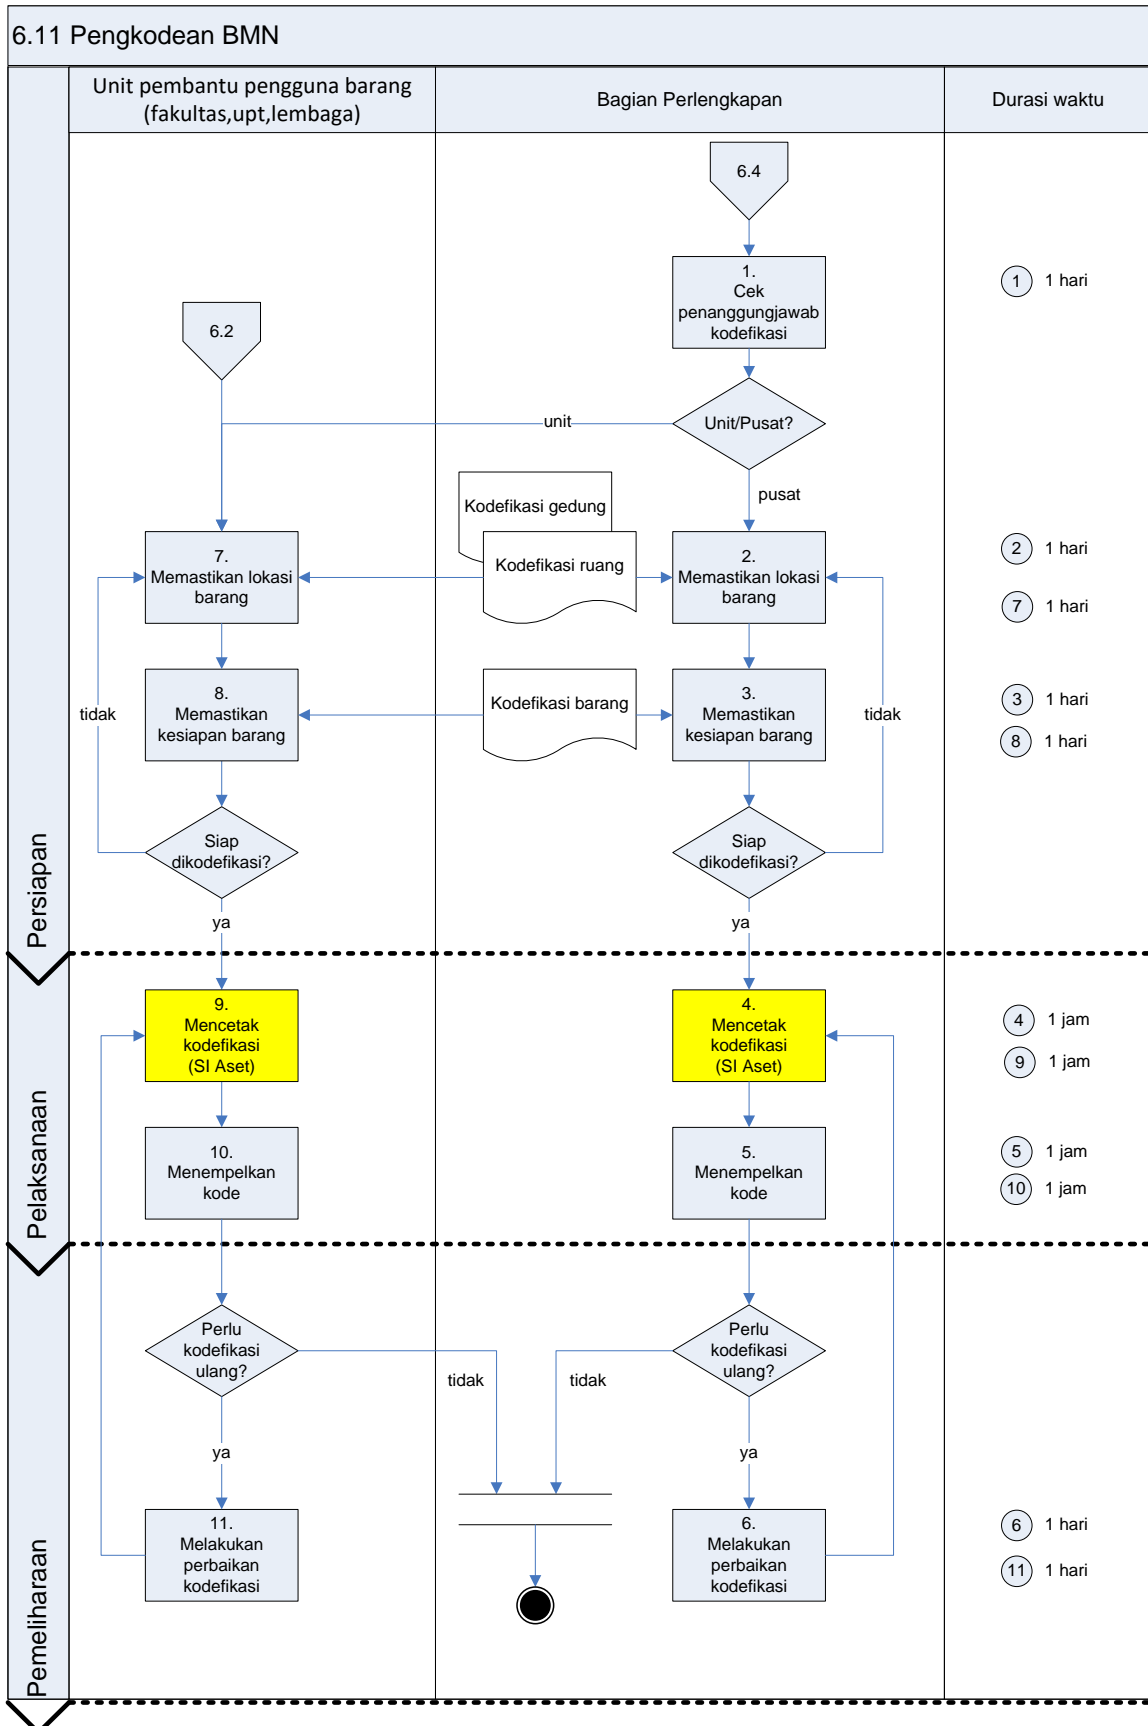 6.11 Pengkodean BMN
Unit pembantu pengguna barang
(fakultas,upt,lembaga)
Bagian Perlengkapan
Durasi waktu
Persiapan
6.4
1.
Cek
penanggungjawab
kodefikasi
1 1 hari
6.2
Unit/Pusat?
unit
pusat
Kodefikasi gedung
Kodefikasi ruang
7.
Memastikan lokasi
barang
2.
Memastikan lokasi
barang
2 1 hari
7 1 hari
8.
Memastikan
kesiapan barang
Kodefikasi barang
3.
Memastikan
kesiapan barang
tidak
tidak
3 1 hari
8 1 hari
Siap
dikodefikasi?
Siap
dikodefikasi?
ya
ya
Pelaksanaan
9.
Mencetak
kodefikasi
(SI Aset)
4.
Mencetak
kodefikasi
(SI Aset)
4 1 jam
9 1 jam
10.
Menempelkan
kode
5.
Menempelkan
kode
5 1 jam
10 1 jam
Pemeliharaan
Perlu
kodefikasi
ulang?
Perlu
kodefikasi
ulang?
tidak
tidak
ya
ya
11.
Melakukan
perbaikan
kodefikasi
6.
Melakukan
perbaikan
kodefikasi
6 1 hari
11 1 hari